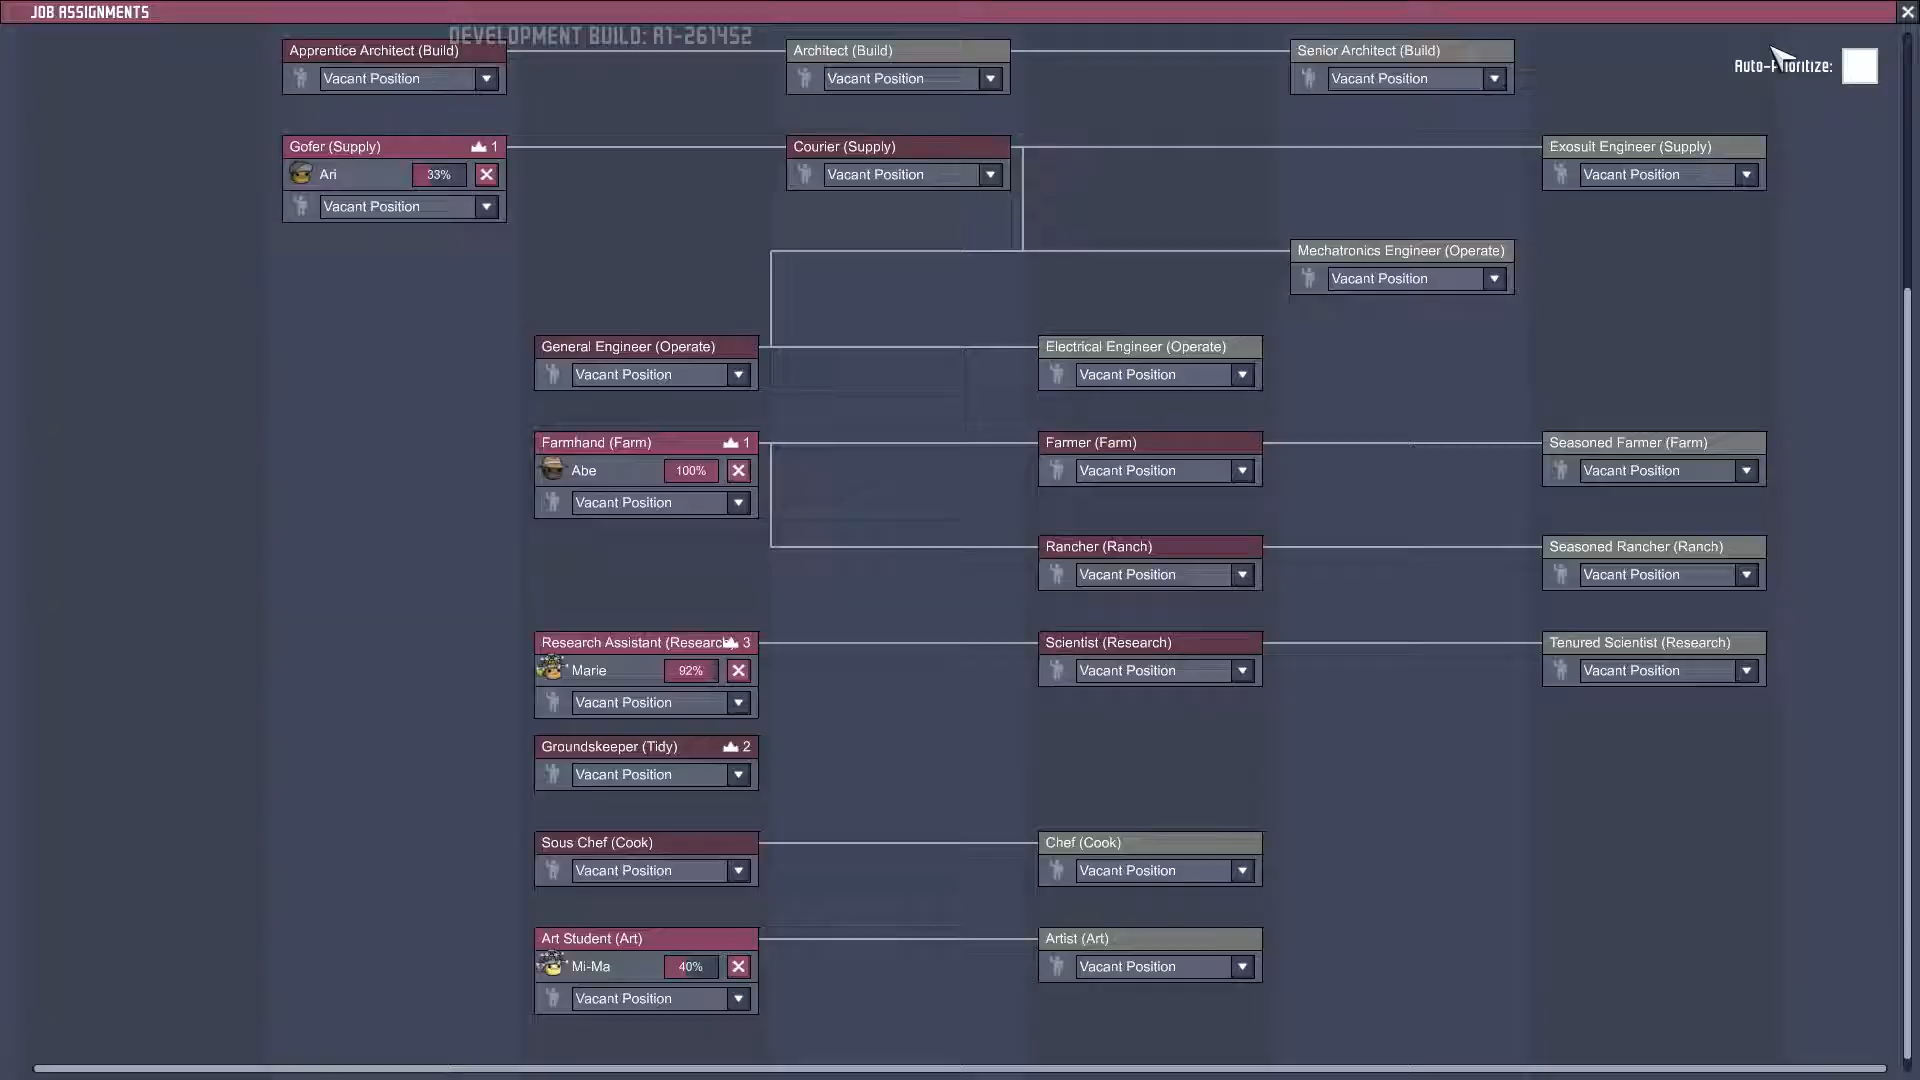 JOB ASSIGNMENTS
DEVELOPMENT BUILD: A1-261452
Apprentice Architect (Build)
Vacant Position
Architect (Build)
Vacant Position
Senior Architect (Build)
Vacant Position
Auto-Prioritize:
Gofer (Supply) 1
Ari 33%
Vacant Position
Courier (Supply)
Vacant Position
Exosuit Engineer (Supply)
Vacant Position
Mechatronics Engineer (Operate)
Vacant Position
General Engineer (Operate)
Vacant Position
Electrical Engineer (Operate)
Vacant Position
Farmhand (Farm) 1
Abe 100%
Vacant Position
Farmer (Farm)
Vacant Position
Seasoned Farmer (Farm)
Vacant Position
Rancher (Ranch)
Vacant Position
Seasoned Rancher (Ranch)
Vacant Position
Research Assistant (Research) 3
Marie 92%
Vacant Position
Scientist (Research)
Vacant Position
Tenured Scientist (Research)
Vacant Position
Groundskeeper (Tidy) 2
Vacant Position
Sous Chef (Cook)
Vacant Position
Chef (Cook)
Vacant Position
Art Student (Art)
Mi-Ma 40%
Vacant Position
Artist (Art)
Vacant Position